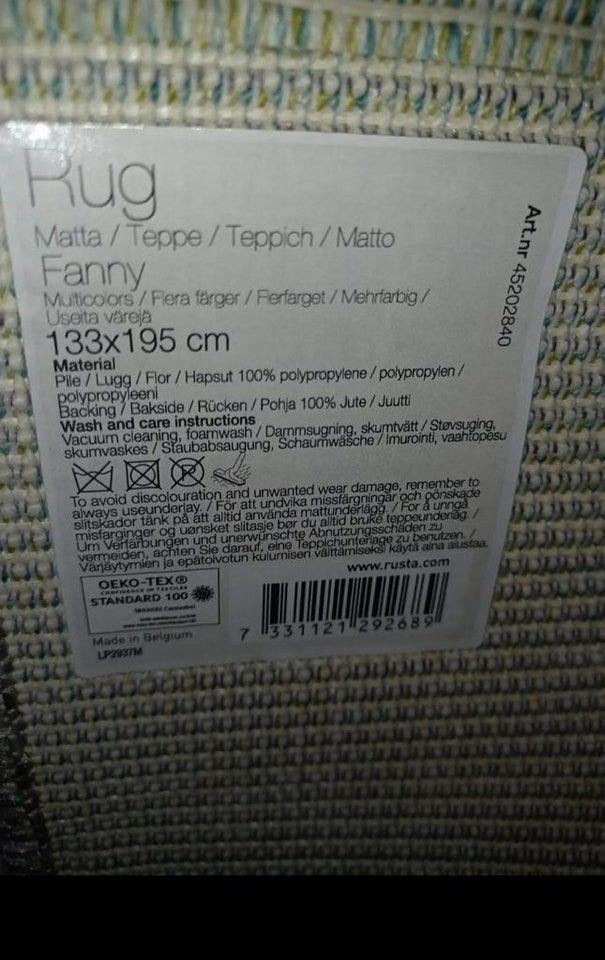 Rug
Matta / Teppe / Teppich / Matto
Fanny
Multicolors / Flera färger / Flerfarget / Mehrfarbig /
Useita värejä
133x195 cm
Material
Pile / Lugg / Flor / Hapsut 100% polypropylene / polypropylen /
polypropyleeni
Backing / Bakside / Rücken / Pohja 100% Jute / Juutti
Wash and care instructions
Vacuum cleaning, foamwash / Dammsugning, skumtvätt / Støvsuging,
skumvaskes / Staubabsaugung, Schaumwäsche / Imurointi, vaahtopesu
To avoid discolouration and unwanted wear damage, remember to
always useunderlay. / För att undvika missfärgningar och oönskade
slitskador tänk på att alltid använda mattunderlägg. / For å unngå
misfarginger og uønsket slitasje bør du alltid bruke teppeunderlag. /
Um Verfärbungen und unerwünschte Abnutzungsschäden zu
vermeiden, achten Sie darauf, eine Teppichunterlage zu benutzen. /
Värjäytymien ja epätoivotun kulumisen välttämiseksi käytä aina alustaa.
www.rusta.com
OEKO-TEX®
CONFIDENCE IN TEXTILES
STANDARD 100
Made in Belgium
LP2937M
7 331121 292689
Art.nr 45202840